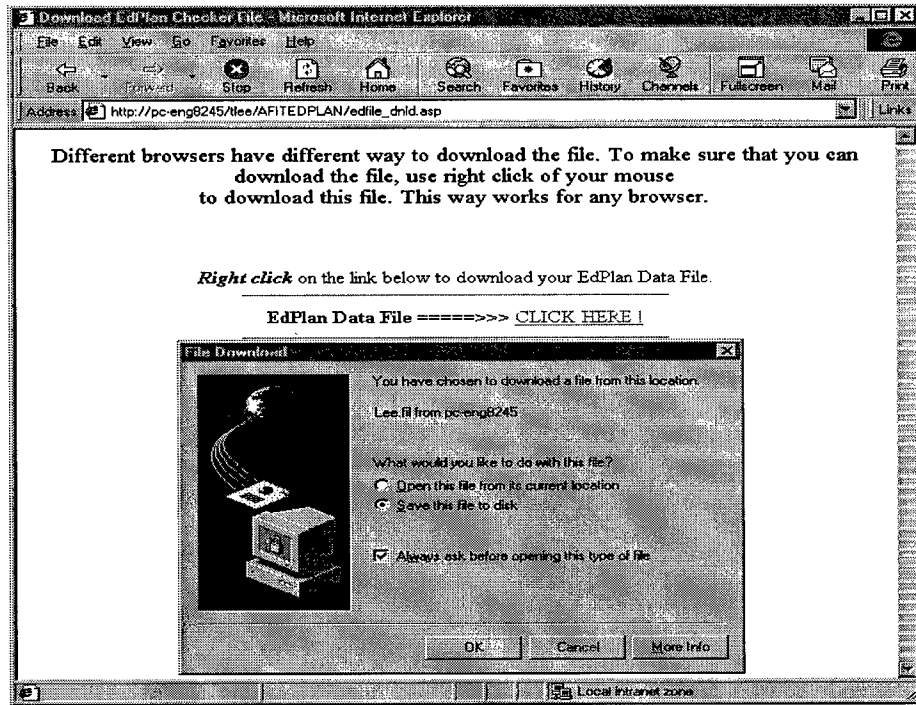 Download EdPlan Checker File - Microsoft Internet Explorer
File Edit View Go Favorites Help
Back Forward Stop Refresh Home Search Favorites History Channels Fullscreen Mail Print
Address http://pc-eng8245/tlee/AFITEDPLAN/edfile_dnld.asp Links
Different browsers have different way to download the file. To make sure that you can
download the file, use right click of your mouse
to download this file. This way works for any browser.
Right click on the link below to download your EdPlan Data File.
EdPlan Data File =====>>> CLICK HERE !
File Download
You have chosen to download a file from this location.
Lee.fil from pc-eng8245
What would you like to do with this file?
Open this file from its current location
Save this file to disk
Always ask before opening this type of file
OK Cancel More Info
Local intranet zone